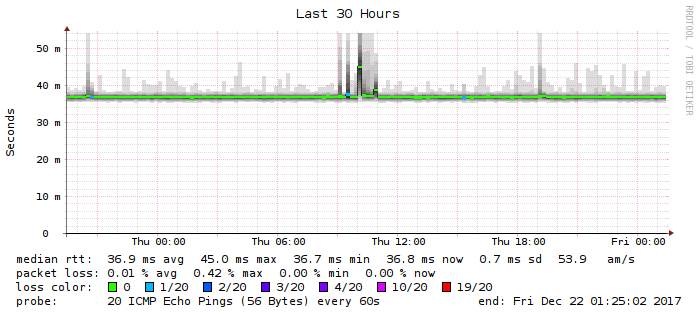 Last 30 Hours
RRDTOOL / TOBI OETIKER
Seconds
50 m
40 m
30 m
20 m
10 m
0
Thu 00:00 Thu 06:00 Thu 12:00 Thu 18:00 Fri 00:00
median rtt: 36.9 ms avg 45.0 ms max 36.7 ms min 36.8 ms now 0.7 ms sd 53.9 am/s
packet loss: 0.01 % avg 0.42 % max 0.00 % min 0.00 % now
loss color: 0 1/20 2/20 3/20 4/20 10/20 19/20
probe: 20 ICMP Echo Pings (56 Bytes) every 60s end: Fri Dec 22 01:25:02 2017